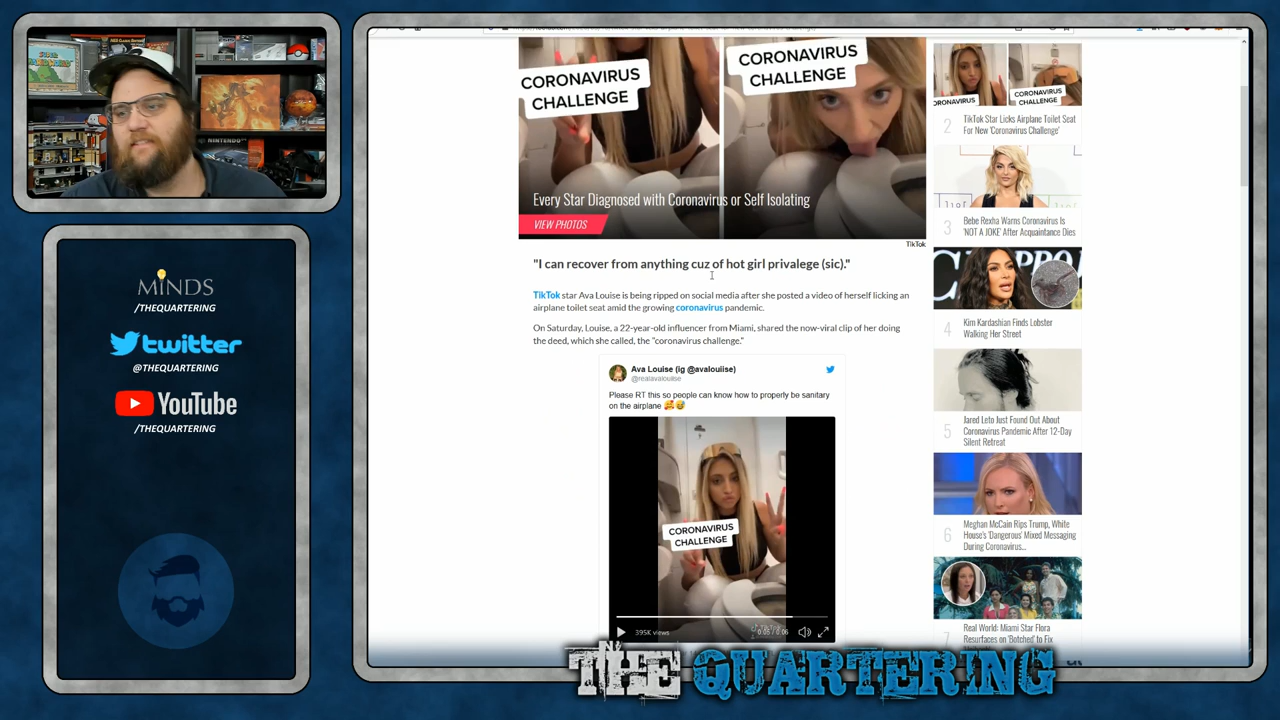 MINDS
/THEQUARTERING
twitter
@THEQUARTERING
YouTube
/THEQUARTERING
CORONAVIRUS
CHALLENGE
CORONAVIRUS
CHALLENGE
Every Star Diagnosed with Coronavirus or Self Isolating
VIEW PHOTOS
TikTok
"I can recover from anything cuz of hot girl privalege (sic)."
TikTok star Ava Louise is being ripped on social media after she posted a video of herself licking an
airplane toilet seat amid the growing coronavirus pandemic.
On Saturday, Louise, a 22-year-old influencer from Miami, shared the now-viral clip of her doing
the deed, which she called, the "coronavirus challenge."
Ava Louise (ig @avalouiise)
@realavalouiise
Please RT this so people can know how to properly be sanitary
on the airplane
CORONAVIRUS
CHALLENGE
395K views
0:05 / 0:06
CORONAVIRUS
CHALLENGE
2
TikTok Star Licks Airplane Toilet Seat
For New 'Coronavirus Challenge'
3
Bebe Rexha Warns Coronavirus Is
'NOT A JOKE' After Acquaintance Dies
4
Kim Kardashian Finds Lobster
Walking Her Street
5
Jared Leto Just Found Out About
Coronavirus Pandemic After 12-Day
Silent Retreat
6
Meghan McCain Rips Trump, White
House's 'Dangerous' Mixed Messaging
During Coronavirus...
7
Real World: Miami Star Flora
Resurfaces on 'Botched' to Fix
THE QUARTERING
NINTENDO